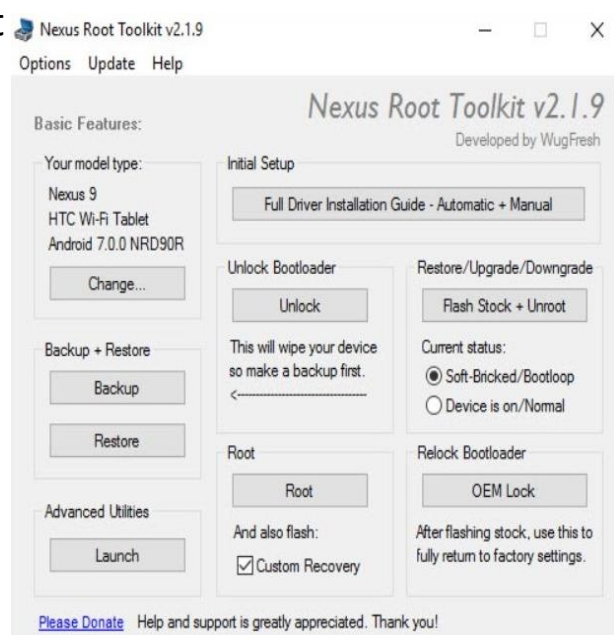 t
Nexus Root Toolkit v2.1.9
Options Update Help
Nexus Root Toolkit v2.1.9
Developed by WugFresh
Basic Features:
Your model type:
Nexus 9
HTC Wi-Fi Tablet
Android 7.0.0 NRD90R
Change...
Initial Setup
Full Driver Installation Guide - Automatic + Manual
Unlock Bootloader
Unlock
This will wipe your device
so make a backup first.
<-----------------------------------
Restore/Upgrade/Downgrade
Flash Stock + Unroot
Current status:
Soft-Bricked/Bootloop
Device is on/Normal
Backup + Restore
Backup
Restore
Root
Root
And also flash:
Custom Recovery
Relock Bootloader
OEM Lock
After flashing stock, use this to
fully return to factory settings.
Advanced Utilities
Launch
Please Donate Help and support is greatly appreciated. Thank you!